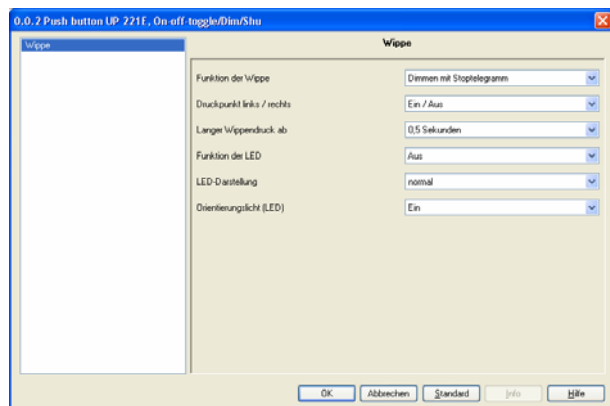 0.0.2 Push button UP 221E, On-off-toggle/Dim/Shu
Wippe
Wippe
Funktion der Wippe Dimmen mit Stoptelegramm
Druckpunkt links / rechts Ein / Aus
Langer Wippendruck ab 0,5 Sekunden
Funktion der LED Aus
LED-Darstellung normal
Orientierungslicht (LED) Ein
OK Abbrechen Standard Info Hilfe